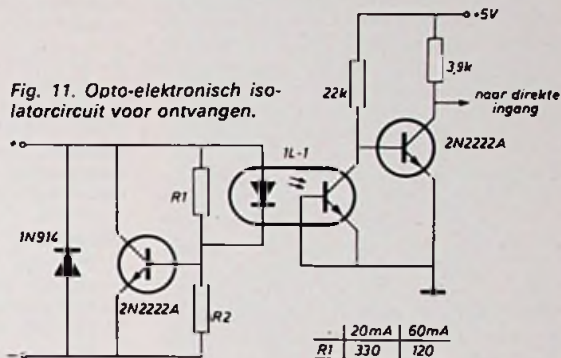 +5V
Fig. 11. Opto-elektronisch iso-
latorcircuit voor ontvangen.
22k
3,9k
naar direkte
ingang
2N2222A
1L-1
+
R1
1N914
2N2222A
R2
-
20mA 60mA
R1 330 120